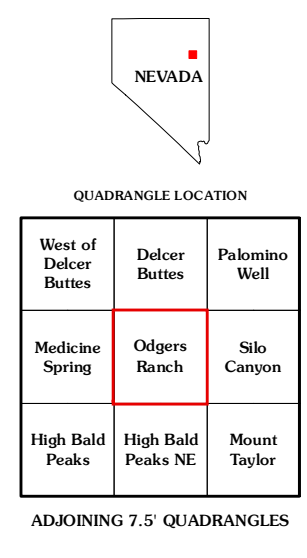 NEVADA
QUADRANGLE LOCATION
West of
Delcer
Buttes
Delcer
Buttes
Palomino
Well
Medicine
Spring
Odgers
Ranch
Silo
Canyon
High Bald
Peaks
High Bald
Peaks NE
Mount
Taylor
ADJOINING 7.5' QUADRANGLES